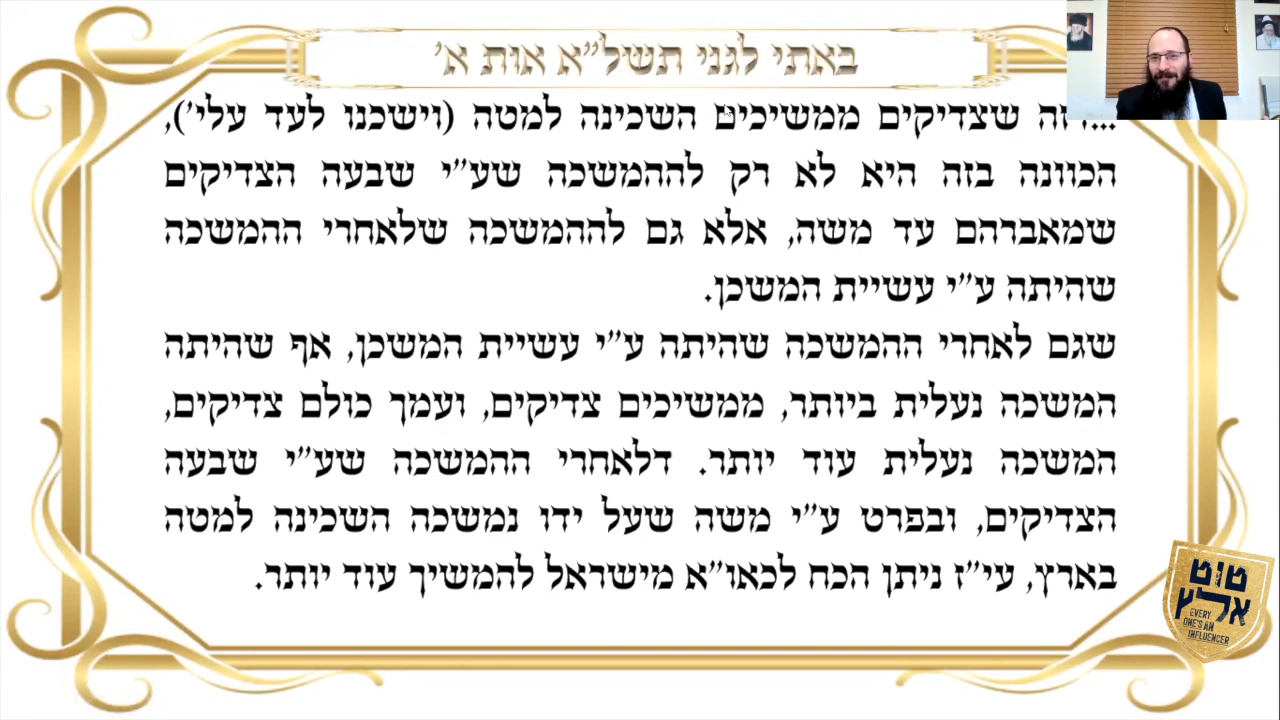 באתי לגני תשל"א אות א'
שצדיקים ממשיכים השכינה למטה (וישכנו לעד עלי'),
הכוונה בזה היא לא רק לההמשכה שע"י שבעה הצדיקים
שמאברהם עד משה, אלא גם לההמשכה שלאחרי ההמשכה
שהיתה ע"י עשיית המשכן.
שגם לאחרי ההמשכה שהיתה ע"י עשיית המשכן, אף שהיתה
המשכה נעלית ביותר, ממשיכים צדיקים, ועמך כולם צדיקים,
המשכה נעלית עוד יותר. דלאחרי ההמשכה שע"י שבעה
הצדיקים, ובפרט ע"י משה שעל ידו נמשכה השכינה למטה
בארץ, עי"ז ניתן הכח לכאו"א מישראל להמשיך עוד יותר.
טוט
אלץ
EVERY
ONE'S AN
INFLUENCER